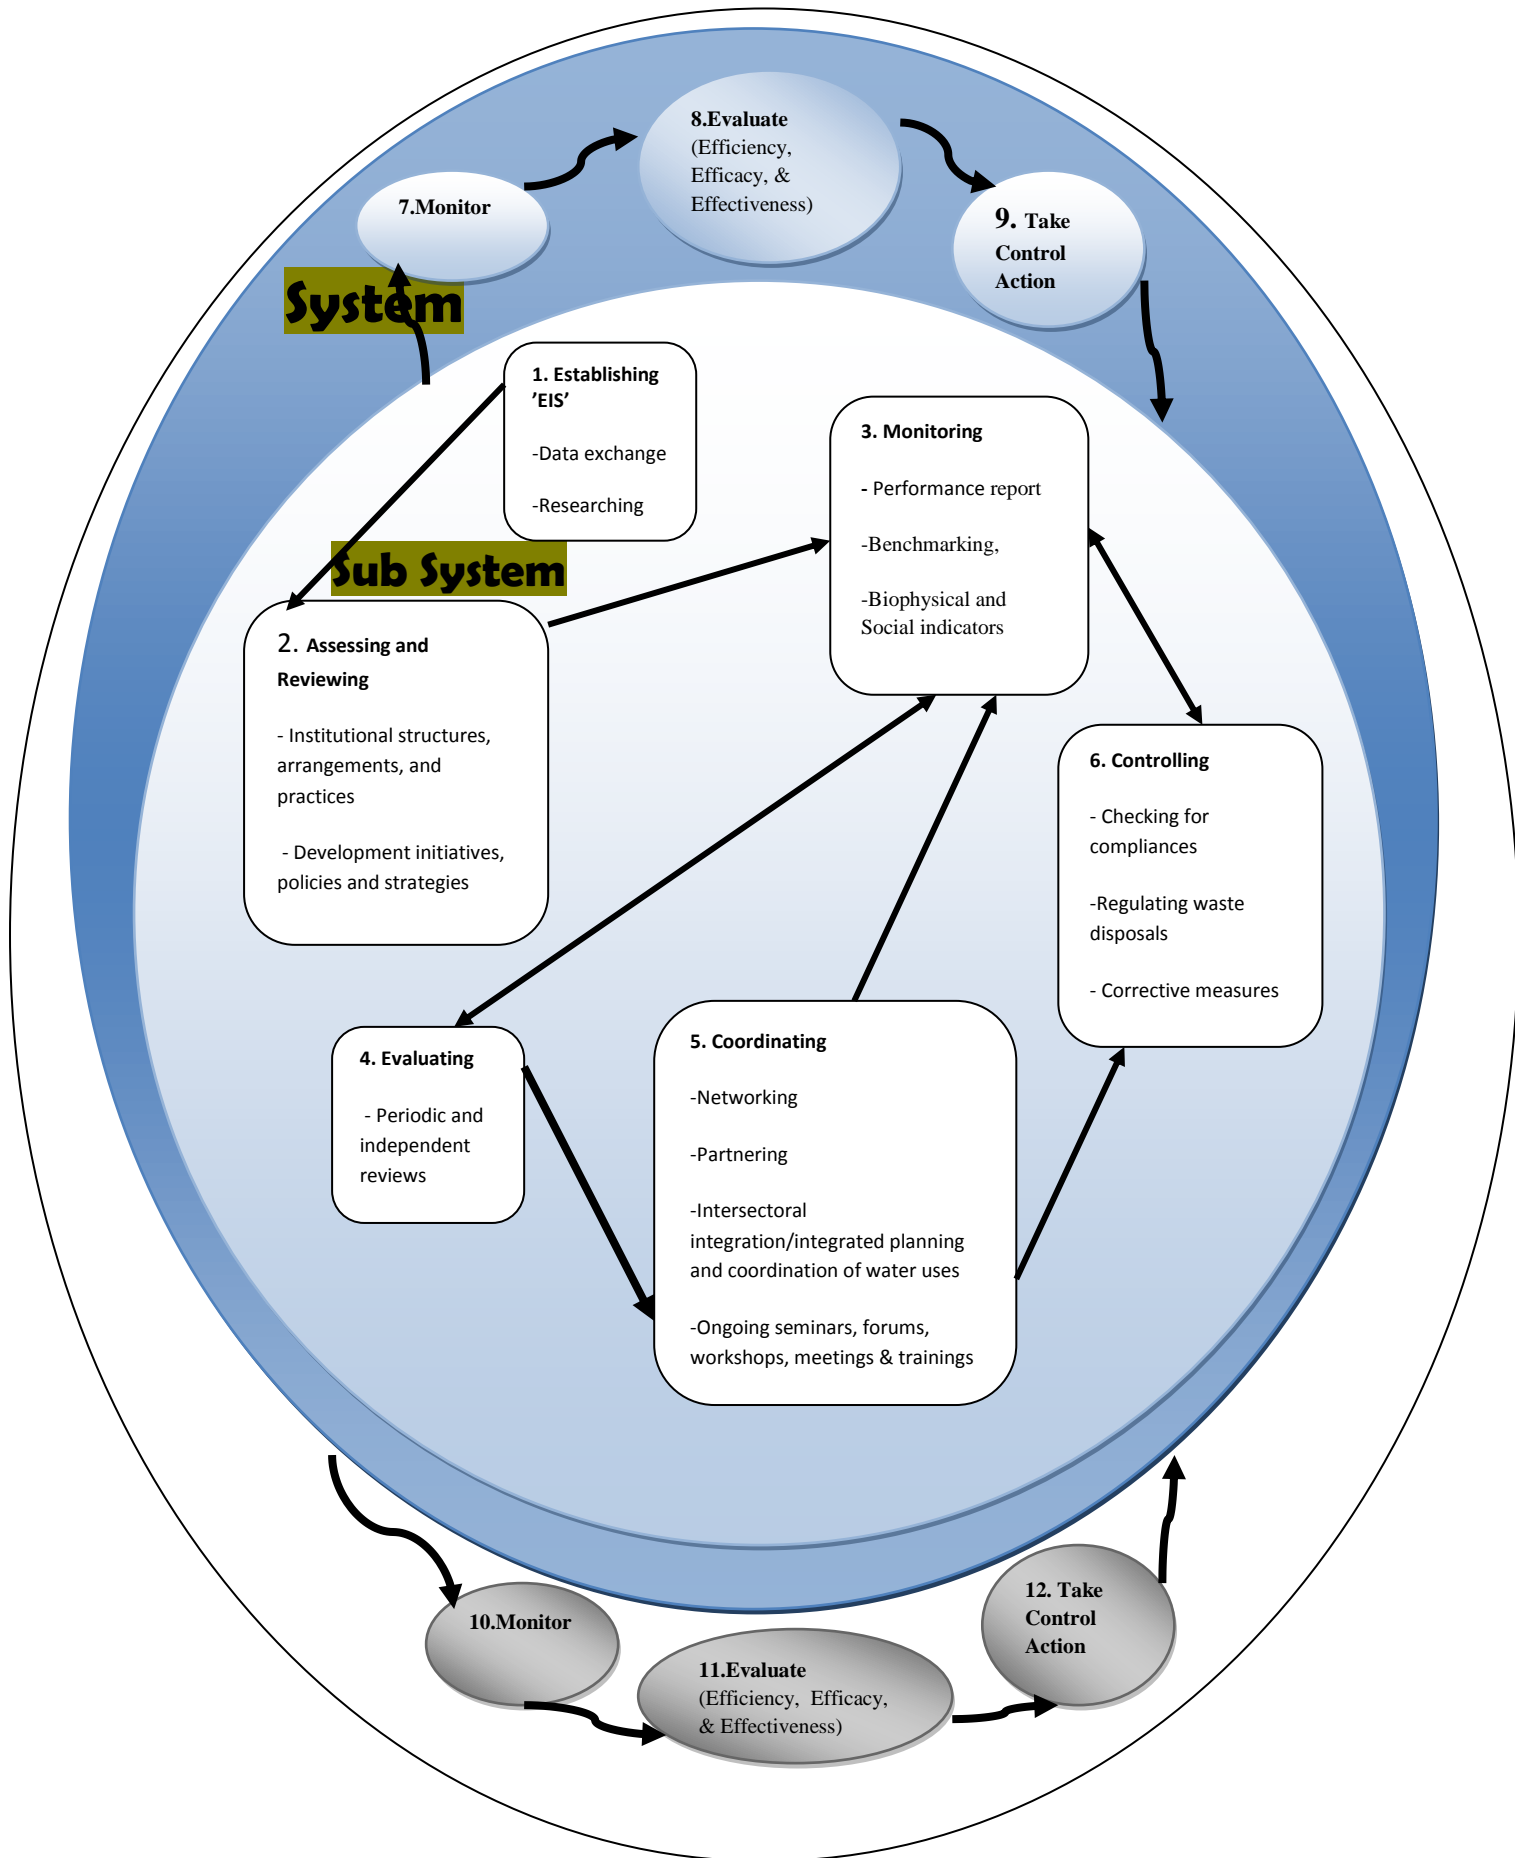 8.Evaluate
(Efficiency,
Efficacy, &
Effectiveness)
7.Monitor
9. Take
Control
Action
System
1. Establishing
’EIS’
-Data exchange
-Researching
3. Monitoring
- Performance report
-Benchmarking,
-Biophysical and
Social indicators
Sub System
2. Assessing and
Reviewing
- Institutional structures,
arrangements, and
practices
- Development initiatives,
policies and strategies
6. Controlling
- Checking for
compliances
-Regulating waste
disposals
- Corrective measures
4. Evaluating
- Periodic and
independent
reviews
5. Coordinating
-Networking
-Partnering
-Intersectoral
integration/integrated planning
and coordination of water uses
-Ongoing seminars, forums,
workshops, meetings & trainings
10.Monitor
11.Evaluate
(Efficiency, Efficacy,
& Effectiveness)
12. Take
Control
Action